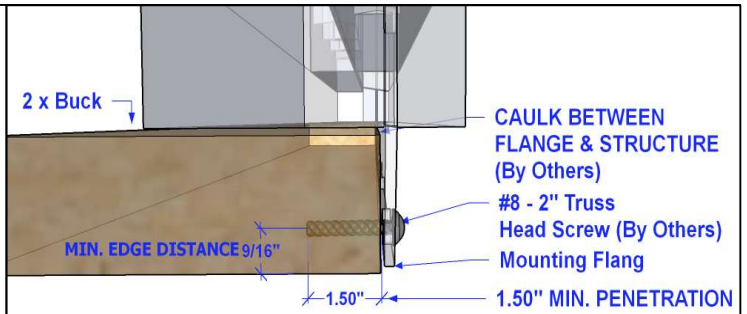 2 x Buck
CAULK BETWEEN
FLANGE & STRUCTURE
(By Others)
#8 - 2" Truss
Head Screw (By Others)
MIN. EDGE DISTANCE 9/16"
Mounting Flang
1.50"
1.50" MIN. PENETRATION